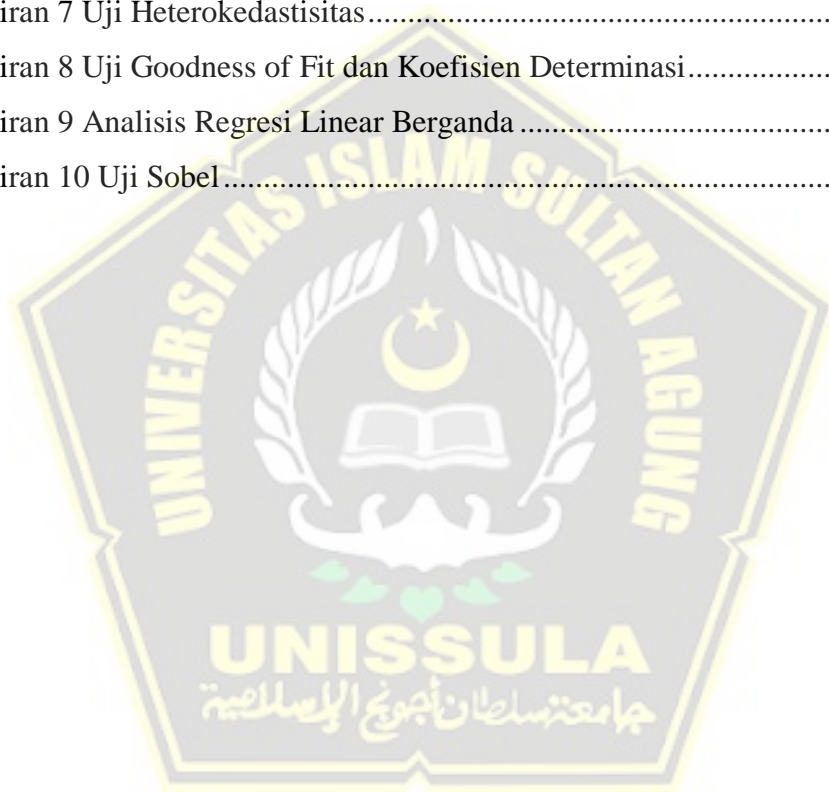 iran 7 Uji Heterokedastisitas....................................................
iran 8 Uji Goodness of Fit dan Koefisien Determinasi..................
iran 9 Analisis Regresi Linear Berganda........................................
iran 10 Uji Sobel................................................................................
UNIVERSITAS ISLAM SULTAN AGUNG
UNISSULA
جامعة سلطان أجونج الإسلامية